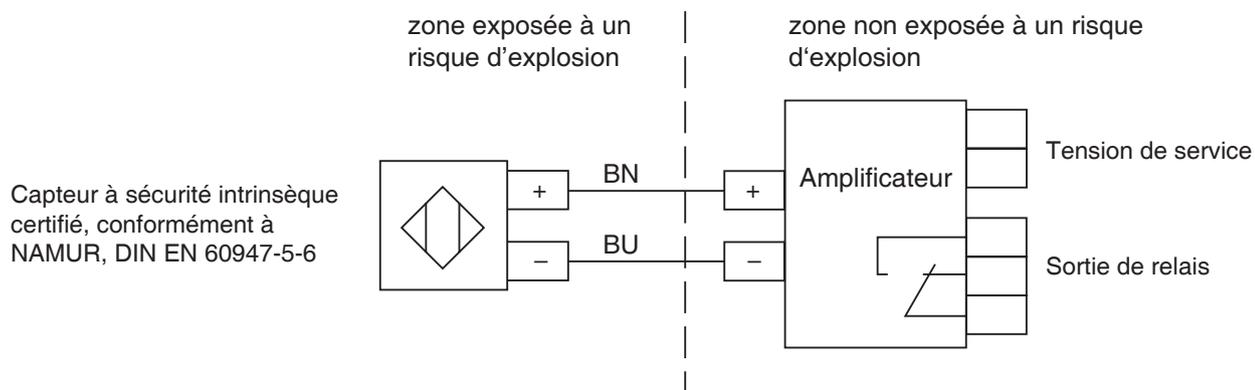 zone exposée à un
risque d’explosion
zone non exposée à un risque
d‘explosion
Capteur à sécurité intrinsèque
certifié, conformément à
NAMUR, DIN EN 60947-5-6
+
BN
+
–
BU
–
Amplificateur
Tension de service
Sortie de relais